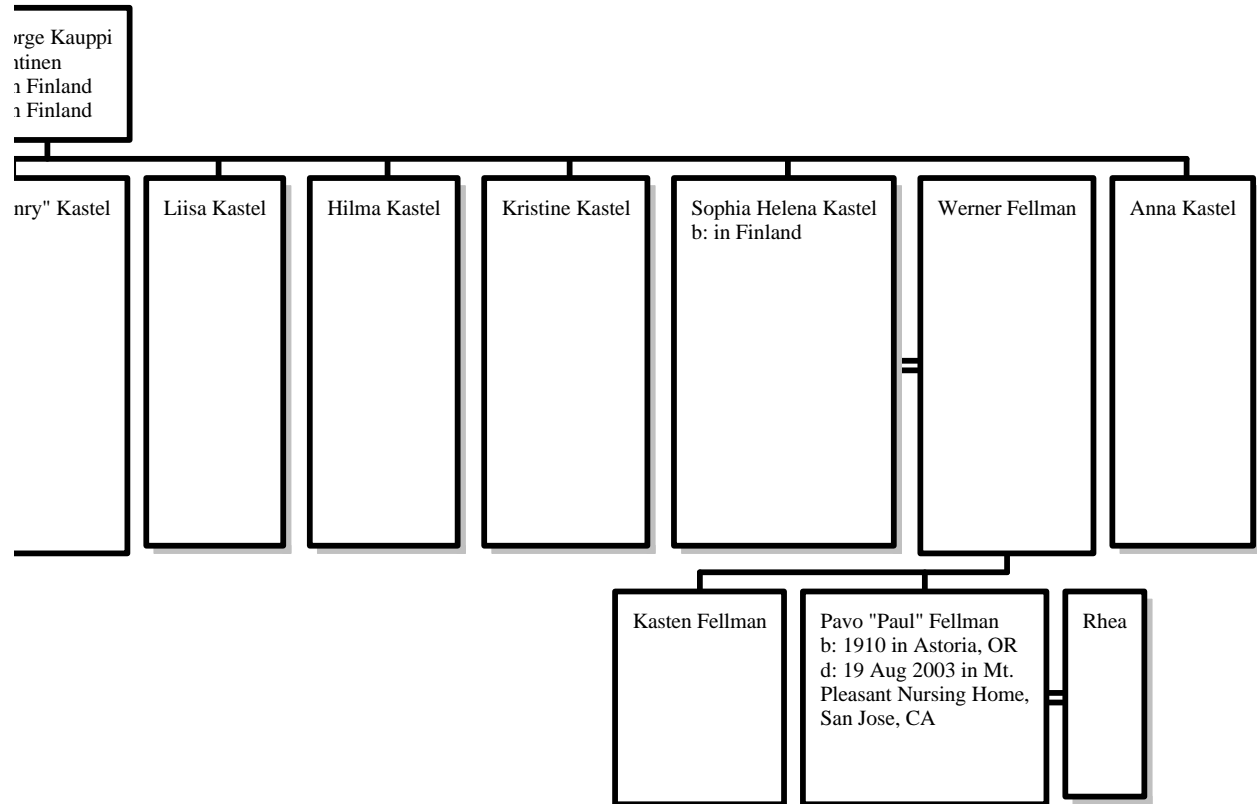 orge Kauppi
ntinen
n Finland
n Finland
nry" Kastel
Liisa Kastel
Hilma Kastel
Kristine Kastel
Sophia Helena Kastel
b: in Finland
Werner Fellman
Anna Kastel
Kasten Fellman
Pavo "Paul" Fellman
b: 1910 in Astoria, OR
d: 19 Aug 2003 in Mt.
Pleasant Nursing Home,
San Jose, CA
Rhea